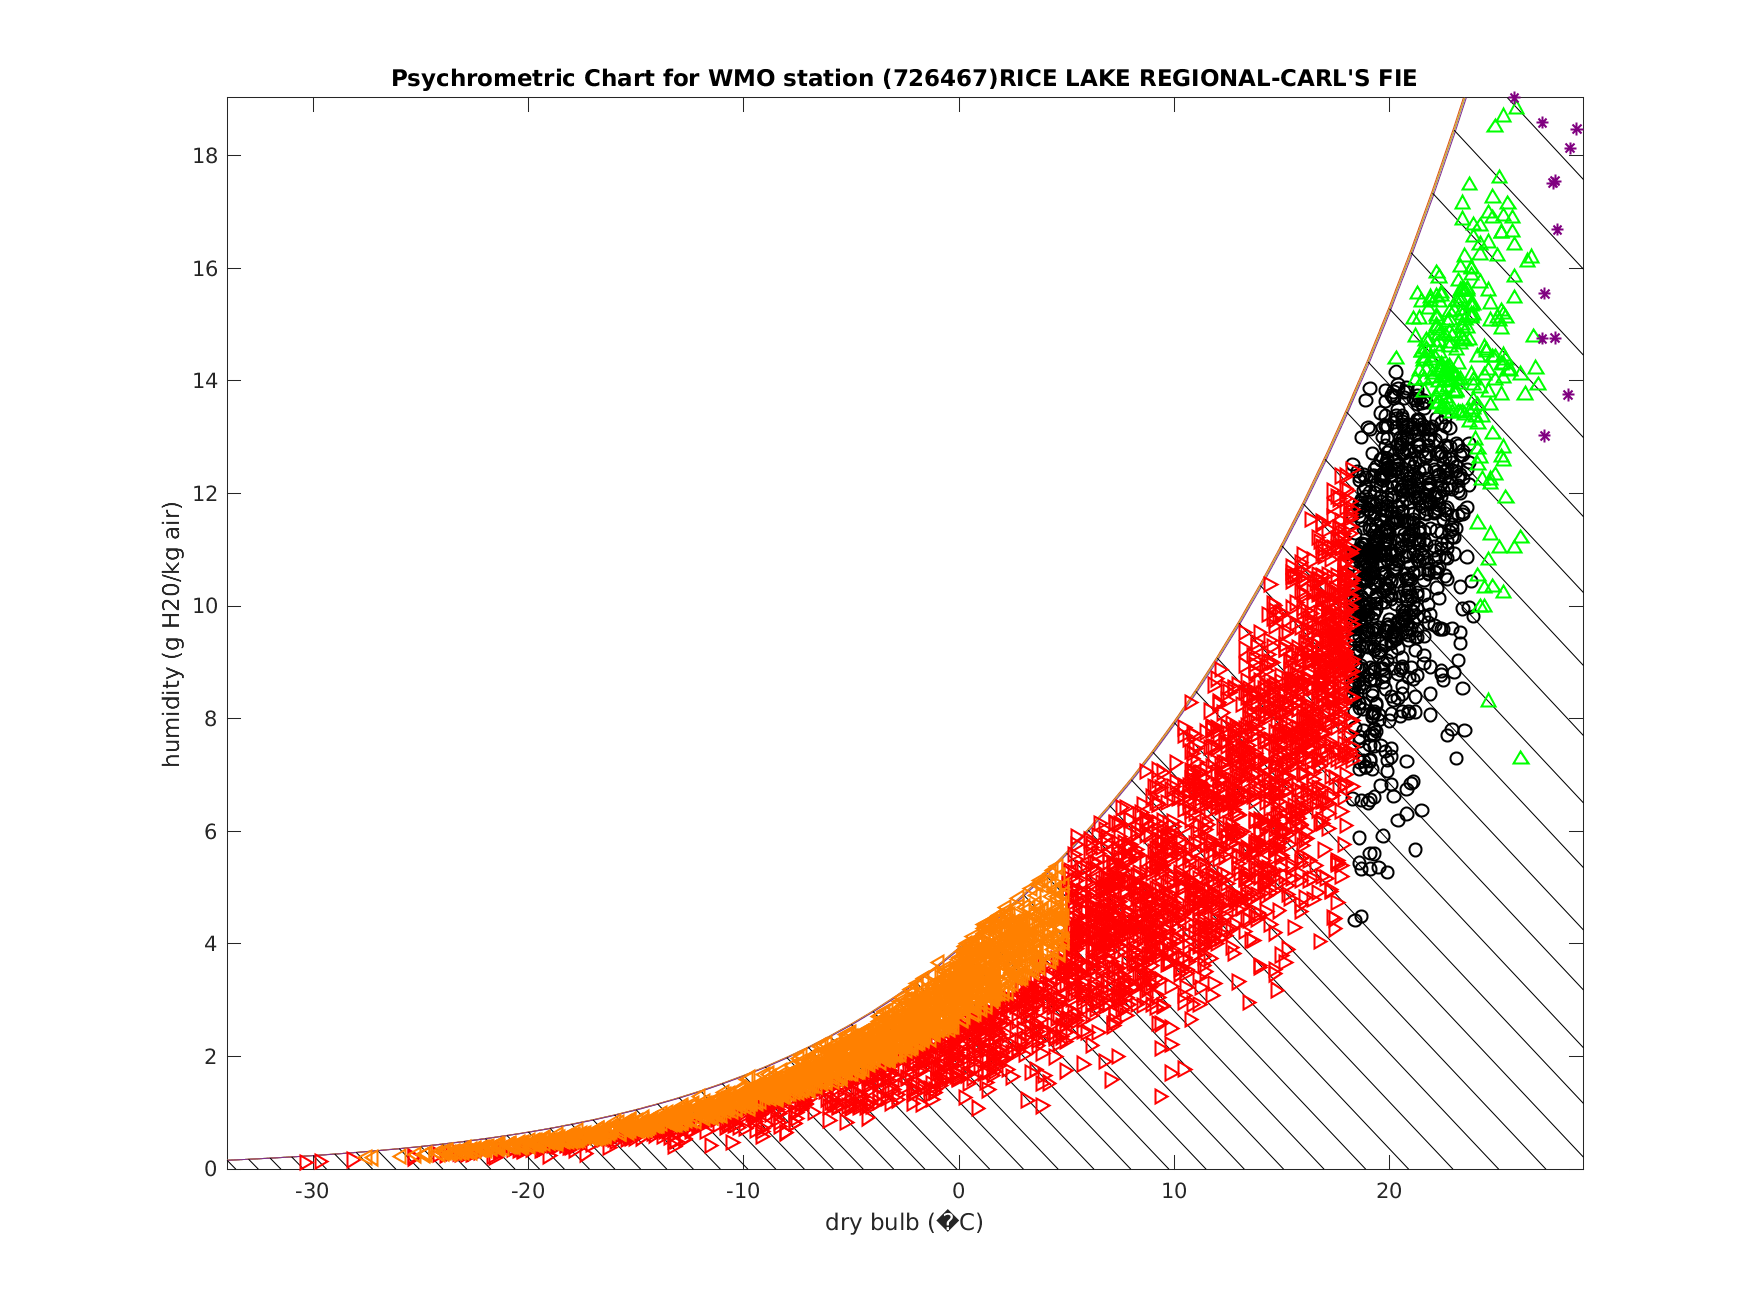 Psychrometric Chart for WMO station (726467)RICE LAKE REGIONAL-CARL'S FIE
18
16
14
12
10
8
6
4
2
0
humidity (g H20/kg air)
-30 -20 -10 0 10 20
dry bulb (�C)